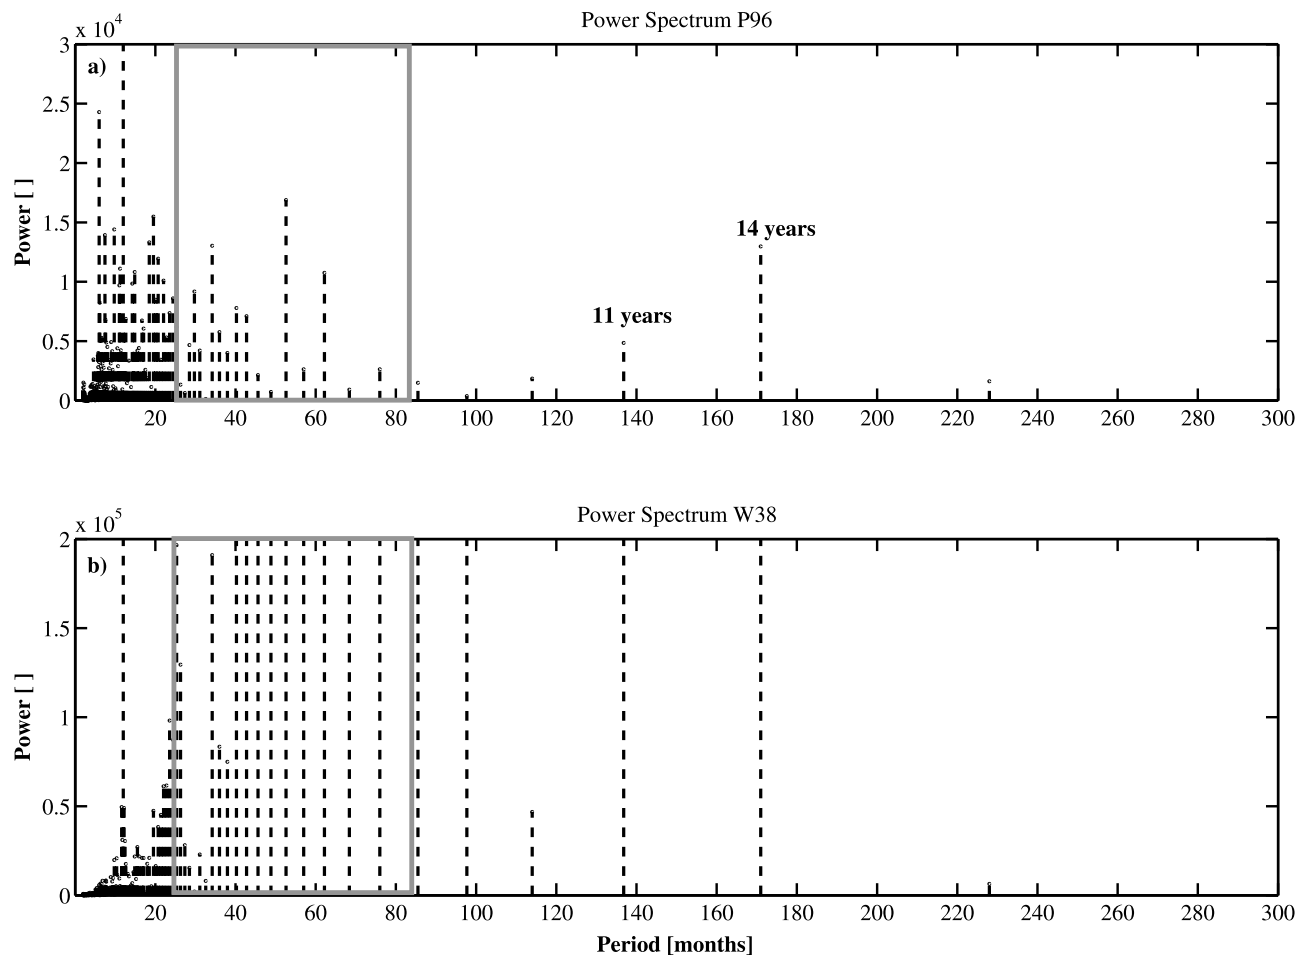 Power Spectrum P96
x 10^4
3
a)
2.5
2
1.5
14 years
1
11 years
0.5
0
Power [ ]
20 40 60 80 100 120 140 160 180 200 220 240 260 280 300
Power Spectrum W38
x 10^5
2
b)
1.5
1
0.5
0
Power [ ]
20 40 60 80 100 120 140 160 180 200 220 240 260 280 300
Period [months]